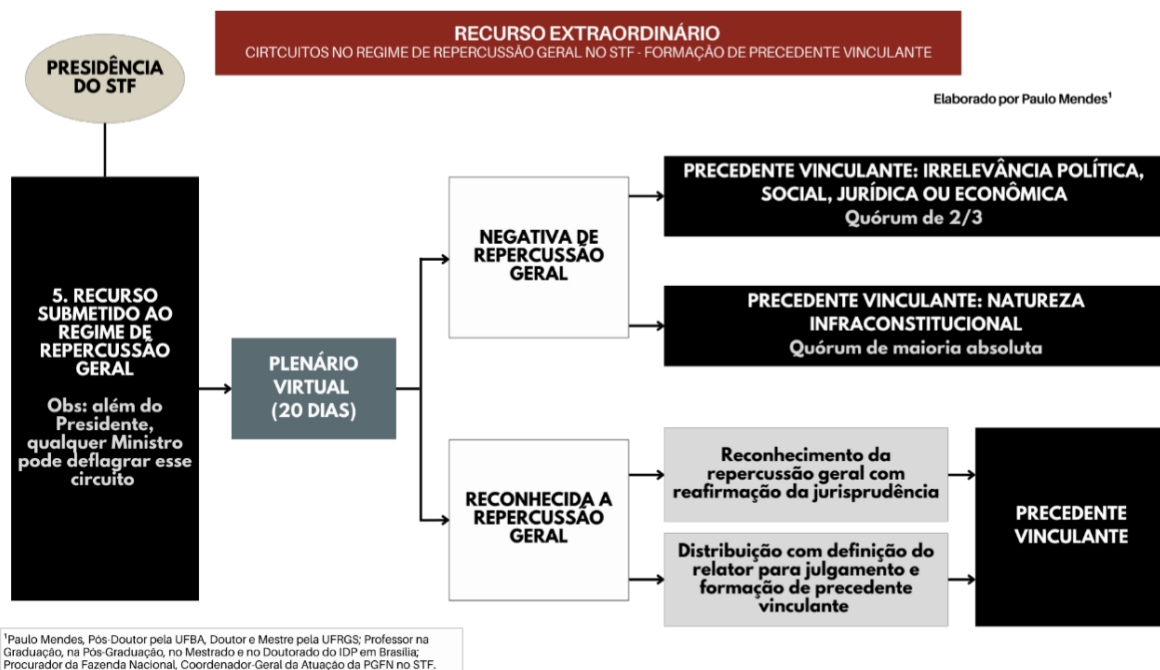 RECURSO EXTRAORDINÁRIO
CIRTCUITOS NO REGIME DE REPERCUSSÃO GERAL NO STF - FORMAÇÃO DE PRECEDENTE VINCULANTE
PRESIDÊNCIA
DO STF
Elaborado por Paulo Mendes¹
5. RECURSO
SUBMETIDO AO
REGIME DE
REPERCUSSÃO
GERAL
Obs: além do
Presidente,
qualquer Ministro
pode deflagrar esse
circuito
PLENÁRIO
VIRTUAL
(20 DIAS)
NEGATIVA DE
REPERCUSSÃO
GERAL
PRECEDENTE VINCULANTE: IRRELEVÂNCIA POLÍTICA,
SOCIAL, JURÍDICA OU ECONÔMICA
Quórum de 2/3
PRECEDENTE VINCULANTE: NATUREZA
INFRACONSTITUCIONAL
Quórum de maioria absoluta
RECONHECIDA A
REPERCUSSÃO
GERAL
Reconhecimento da
repercussão geral com
reafirmação da jurisprudência
Distribuição com definição do
relator para julgamento e
formação de precedente
vinculante
PRECEDENTE
VINCULANTE
¹Paulo Mendes, Pós-Doutor pela UFBA, Doutor e Mestre pela UFRGS; Professor na
Graduação, na Pós-Graduação, no Mestrado e no Doutorado do IDP em Brasília;
Procurador da Fazenda Nacional, Coordenador-Geral da Atuação da PGFN no STF.